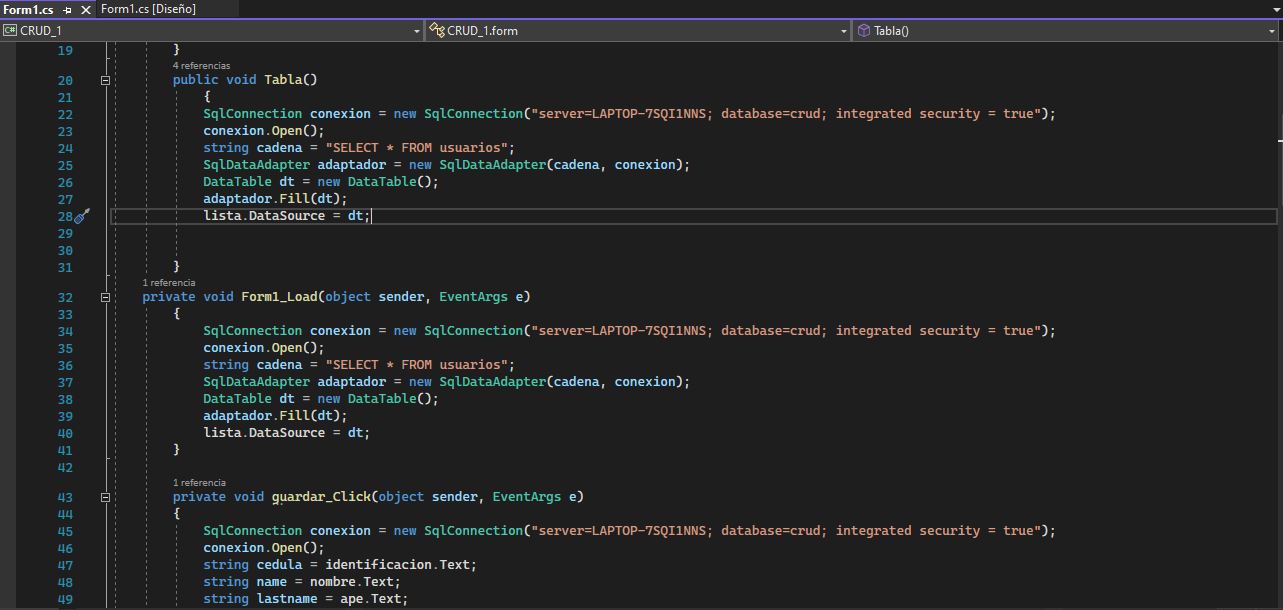 Form1.cs Form1.cs [Diseño]
C# CRUD_1 CRUD_1.form Tabla()
19 }
4 referencias
20 public void Tabla()
21 {
22 SqlConnection conexion = new SqlConnection("server=LAPTOP-7SQI1NNS; database=crud; integrated security = true");
23 conexion.Open();
24 string cadena = "SELECT * FROM usuarios";
25 SqlDataAdapter adaptador = new SqlDataAdapter(cadena, conexion);
26 DataTable dt = new DataTable();
27 adaptador.Fill(dt);
28 lista.DataSource = dt;
29
30
31 }
1 referencia
32 private void Form1_Load(object sender, EventArgs e)
33 {
34 SqlConnection conexion = new SqlConnection("server=LAPTOP-7SQI1NNS; database=crud; integrated security = true");
35 conexion.Open();
36 string cadena = "SELECT * FROM usuarios";
37 SqlDataAdapter adaptador = new SqlDataAdapter(cadena, conexion);
38 DataTable dt = new DataTable();
39 adaptador.Fill(dt);
40 lista.DataSource = dt;
41 }
42
1 referencia
43 private void guardar_Click(object sender, EventArgs e)
44 {
45 SqlConnection conexion = new SqlConnection("server=LAPTOP-7SQI1NNS; database=crud; integrated security = true");
46 conexion.Open();
47 string cedula = identificacion.Text;
48 string name = nombre.Text;
49 string lastname = ape.Text;